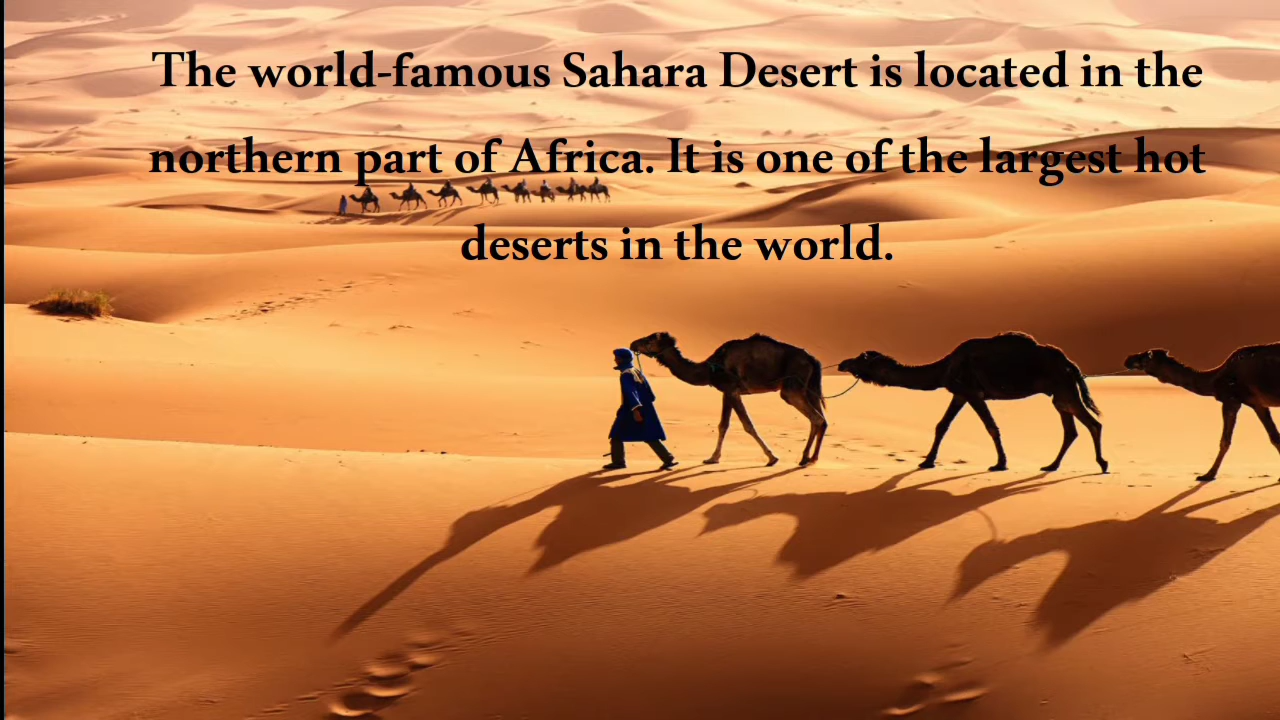 The world-famous Sahara Desert is located in the
northern part of Africa. It is one of the largest hot
deserts in the world.